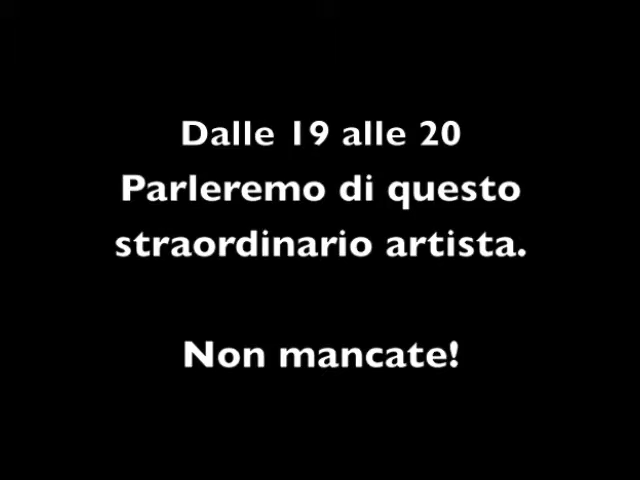 Dalle 19 alle 20
Parleremo di questo
straordinario artista.
Non mancate!